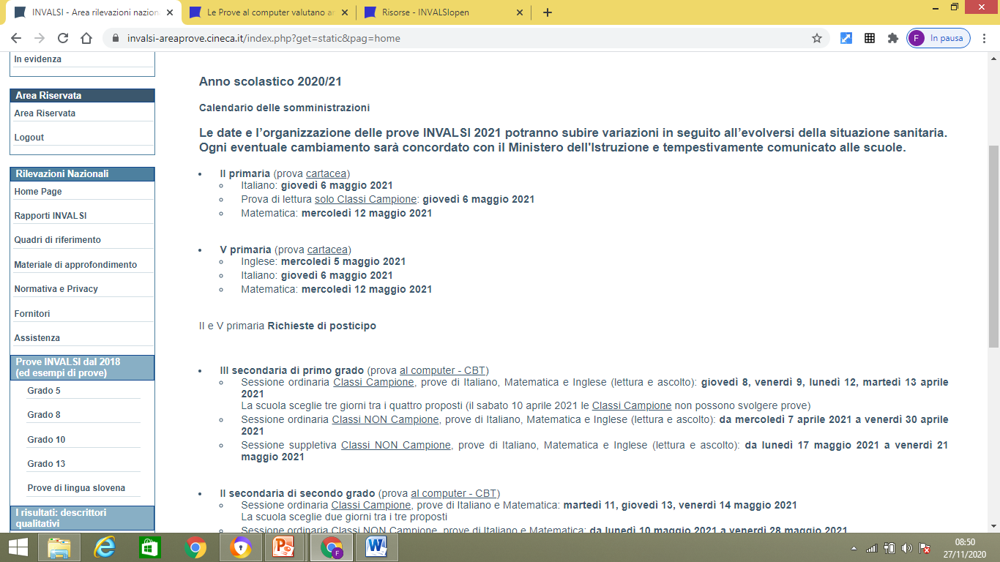 INVALSI - Area rilevazioni nazion
Le Prove al computer valutano an
Risorse - INVALSIopen
invalsi-areaprove.cineca.it/index.php?get=static&pag=home
F In pausa
In evidenza
Area Riservata
Area Riservata
Logout
Rilevazioni Nazionali
Home Page
Rapporti INVALSI
Quadri di riferimento
Materiale di approfondimento
Normativa e Privacy
Fornitori
Assistenza
Prove INVALSI dal 2018
(ed esempi di prove)
Grado 5
Grado 8
Grado 10
Grado 13
Prove di lingua slovena
I risultati: descrittori
qualitativi
Anno scolastico 2020/21
Calendario delle somministrazioni
Le date e l’organizzazione delle prove INVALSI 2021 potranno subire variazioni in seguito all’evolversi della situazione sanitaria.
Ogni eventuale cambiamento sarà concordato con il Ministero dell'Istruzione e tempestivamente comunicato alle scuole.
II primaria (prova cartacea)
Italiano: giovedì 6 maggio 2021
Prova di lettura solo Classi Campione: giovedì 6 maggio 2021
Matematica: mercoledì 12 maggio 2021
V primaria (prova cartacea)
Inglese: mercoledì 5 maggio 2021
Italiano: giovedì 6 maggio 2021
Matematica: mercoledì 12 maggio 2021
II e V primaria Richieste di posticipo
III secondaria di primo grado (prova al computer - CBT)
Sessione ordinaria Classi Campione, prove di Italiano, Matematica e Inglese (lettura e ascolto): giovedì 8, venerdì 9, lunedì 12, martedì 13 aprile
2021
La scuola sceglie tre giorni tra i quattro proposti (il sabato 10 aprile 2021 le Classi Campione non possono svolgere prove)
Sessione ordinaria Classi NON Campione, prove di Italiano, Matematica e Inglese (lettura e ascolto): da mercoledì 7 aprile 2021 a venerdì 30 aprile
2021
Sessione suppletiva Classi NON Campione, prove di Italiano, Matematica e Inglese (lettura e ascolto): da lunedì 17 maggio 2021 a venerdì 21
maggio 2021
II secondaria di secondo grado (prova al computer - CBT)
Sessione ordinaria Classi Campione, prove di Italiano e Matematica: martedì 11, giovedì 13, venerdì 14 maggio 2021
La scuola sceglie due giorni tra i tre proposti
Sessione ordinaria Classi NON Campione, prove di Italiano e Matematica: da lunedì 10 maggio 2021 a venerdì 28 maggio 2021
08:50
27/11/2020